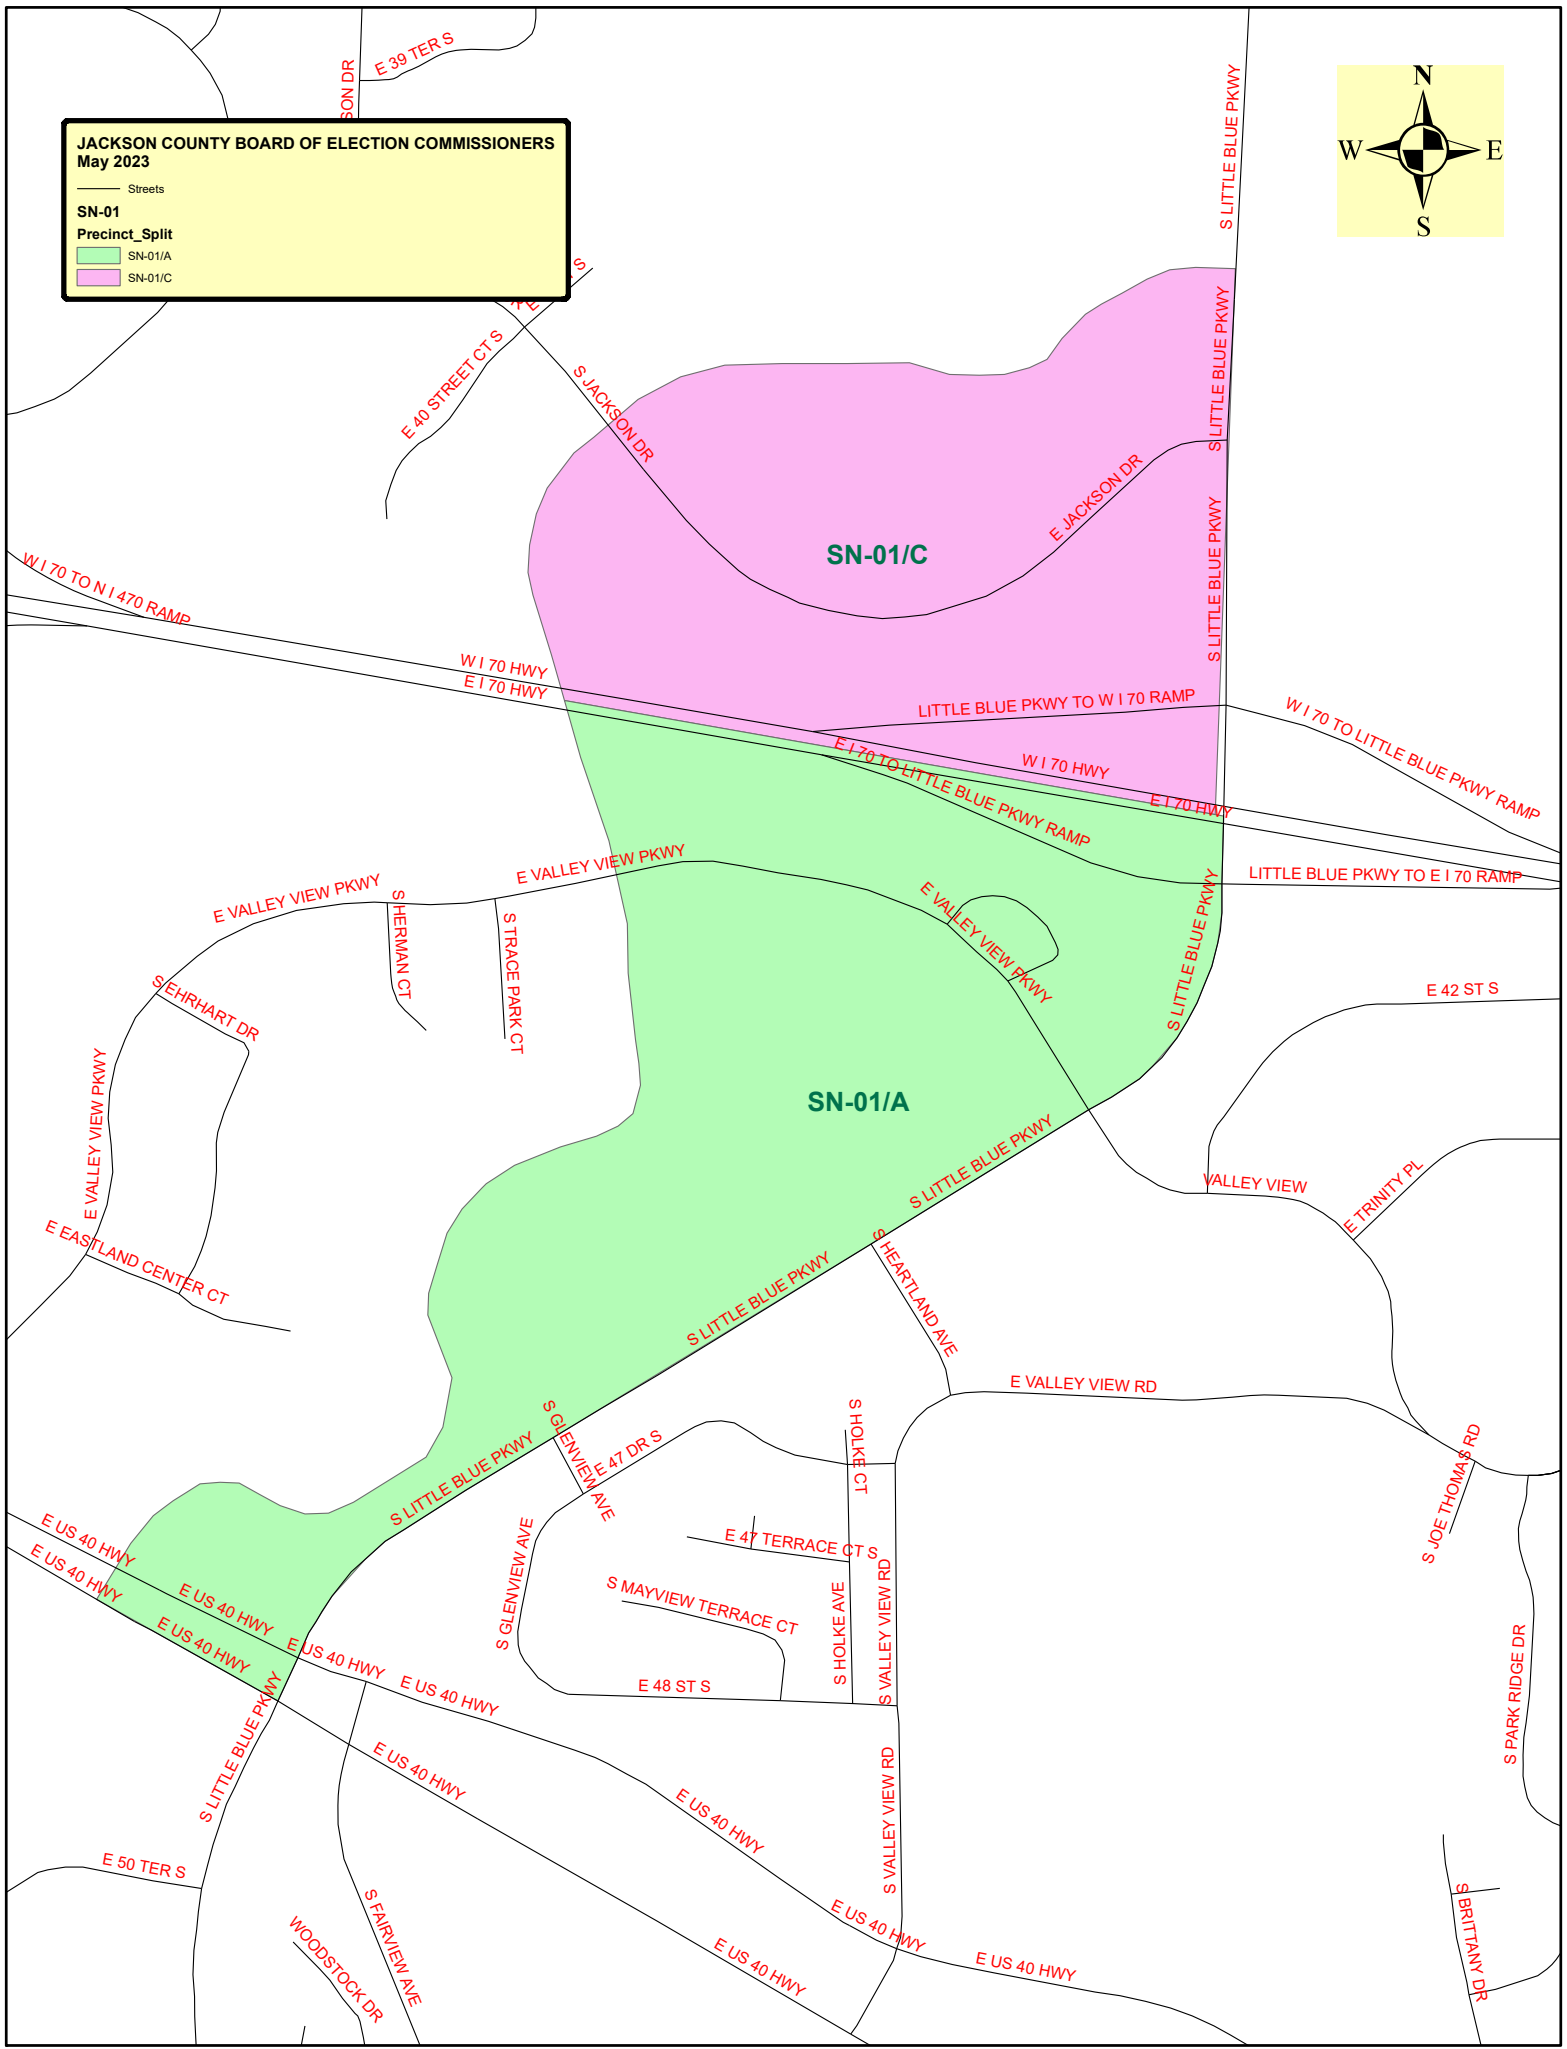 E 39 TER S
SON DR
S LITTLE BLUE PKWY
N
W
E
S
JACKSON COUNTY BOARD OF ELECTION COMMISSIONERS
May 2023
Streets
SN-01
Precinct_Split
SN-01/A
SN-01/C
S
E 40 STREET CT S
S JACKSON DR
S LITTLE BLUE PKWY
E JACKSON DR
SN-01/C
S LITTLE BLUE PKWY
W I 70 TO N I 470 RAMP
W I 70 HWY
E I 70 HWY
LITTLE BLUE PKWY TO W I 70 RAMP
W I 70 TO LITTLE BLUE PKWY RAMP
W I 70 HWY
E I 70 TO LITTLE BLUE PKWY RAMP
E I 70 HWY
E VALLEY VIEW PKWY
E VALLEY VIEW PKWY
S SHERMAN CT
S TRACE PARK CT
E VALLEY VIEW PKWY
S LITTLE BLUE PKWY
LITTLE BLUE PKWY TO E I 70 RAMP
S EHRHART DR
E 42 ST S
E VALLEY VIEW PKWY
SN-01/A
S LITTLE BLUE PKWY
VALLEY VIEW
E TRINITY PL
E EASTLAND CENTER CT
S LITTLE BLUE PKWY
S HEARTLAND AVE
E VALLEY VIEW RD
S GLENVIEW AVE
E 47 DR S
S HOLKE CT
S JOE THOMAS RD
S LITTLE BLUE PKWY
E US 40 HWY
E US 40 HWY
S GLENVIEW AVE
E 47 TERRACE CT S
S MAYVIEW TERRACE CT
S HOLKE AVE
S VALLEY VIEW RD
E US 40 HWY
E US 40 HWY
E US 40 HWY
E US 40 HWY
E 48 ST S
S PARK RIDGE DR
S LITTLE BLUE PKWY
E US 40 HWY
E US 40 HWY
S VALLEY VIEW RD
E 50 TER S
S FAIRVIEW AVE
WOODSTOCK DR
E US 40 HWY
E US 40 HWY
E US 40 HWY
S BRITTANY DR